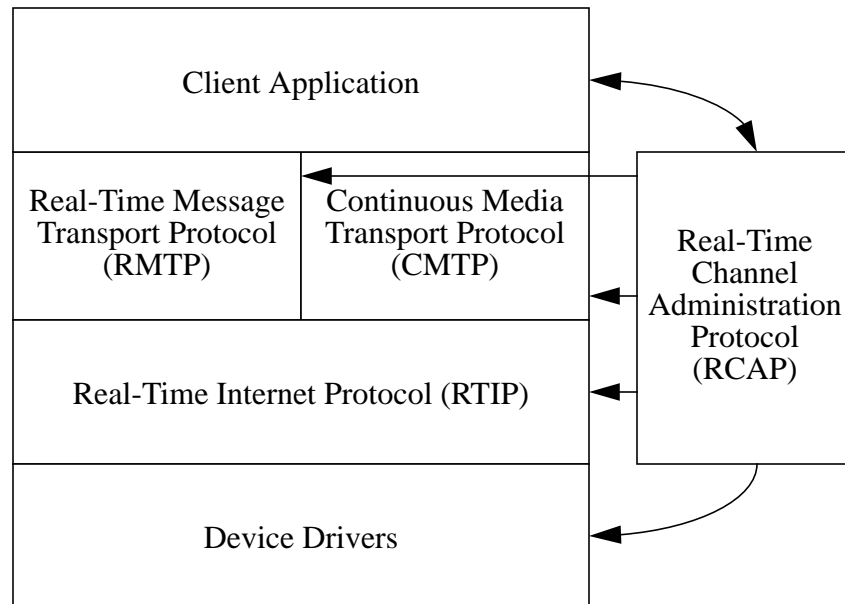 Client Application
Real-Time Message
Transport Protocol
(RMTP)
Continuous Media
Transport Protocol
(CMTP)
Real-Time
Channel
Administration
Protocol
(RCAP)
Real-Time Internet Protocol (RTIP)
Device Drivers